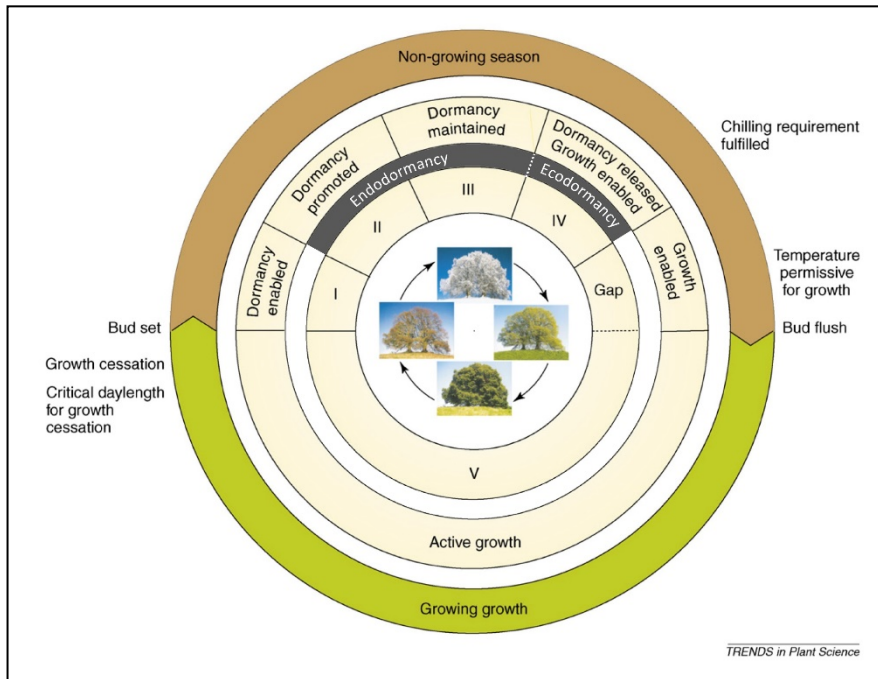 Non-growing season
Dormancy
maintained
Dormancy
promoted
Dormancy released
Growth enabled
Chilling requirement
fulfilled
Endodormancy
Ecodormancy
III
II
IV
Dormancy
enabled
I
Gap
Growth
enabled
Temperature
permissive
for growth
Bud set
Bud flush
Growth cessation
Critical daylength
for growth
cessation
V
Active growth
Growing growth
TRENDS in Plant Science